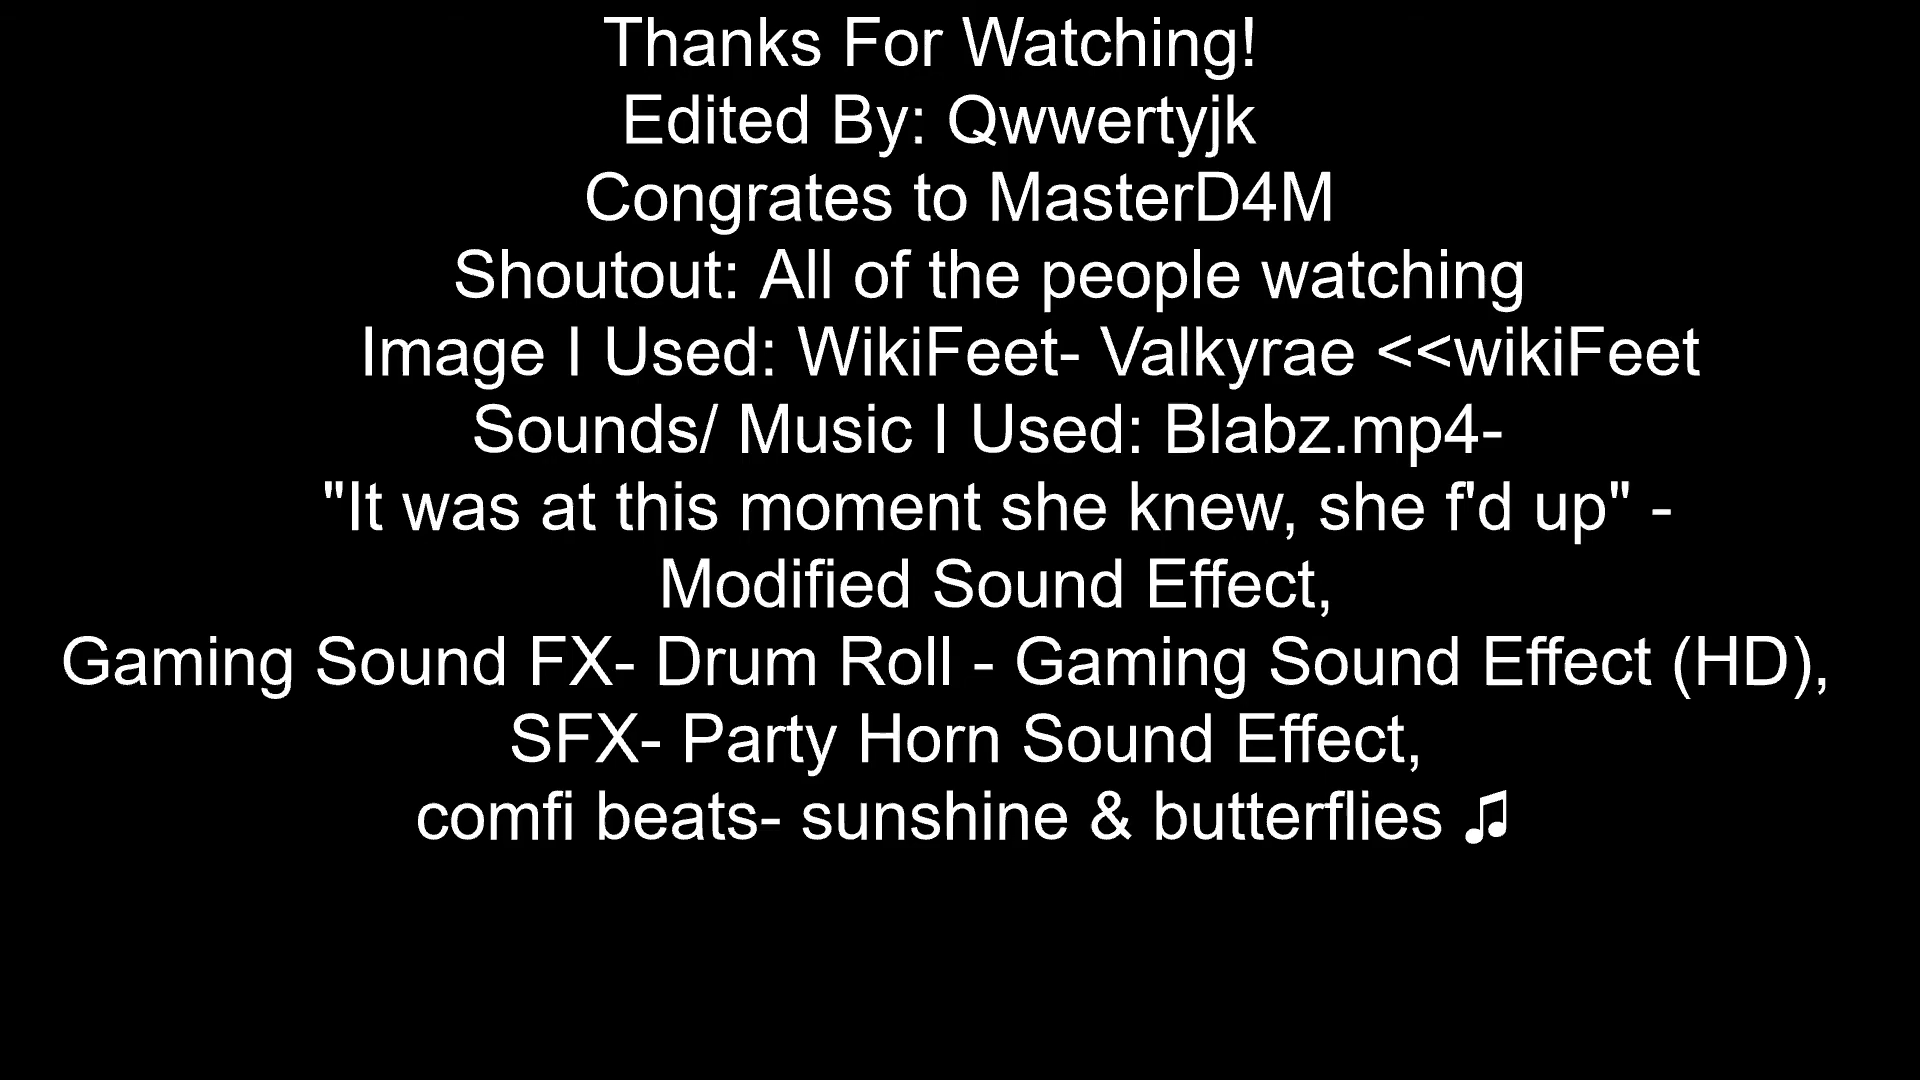 Thanks For Watching!
Edited By: Qwwertyjk
Congrates to MasterD4M
Shoutout: All of the people watching
Image I Used: WikiFeet- Valkyrae <<wikiFeet
Sounds/ Music I Used: Blabz.mp4-
"It was at this moment she knew, she f'd up" -
Modified Sound Effect,
Gaming Sound FX- Drum Roll - Gaming Sound Effect (HD),
SFX- Party Horn Sound Effect,
comfi beats- sunshine & butterflies ♫